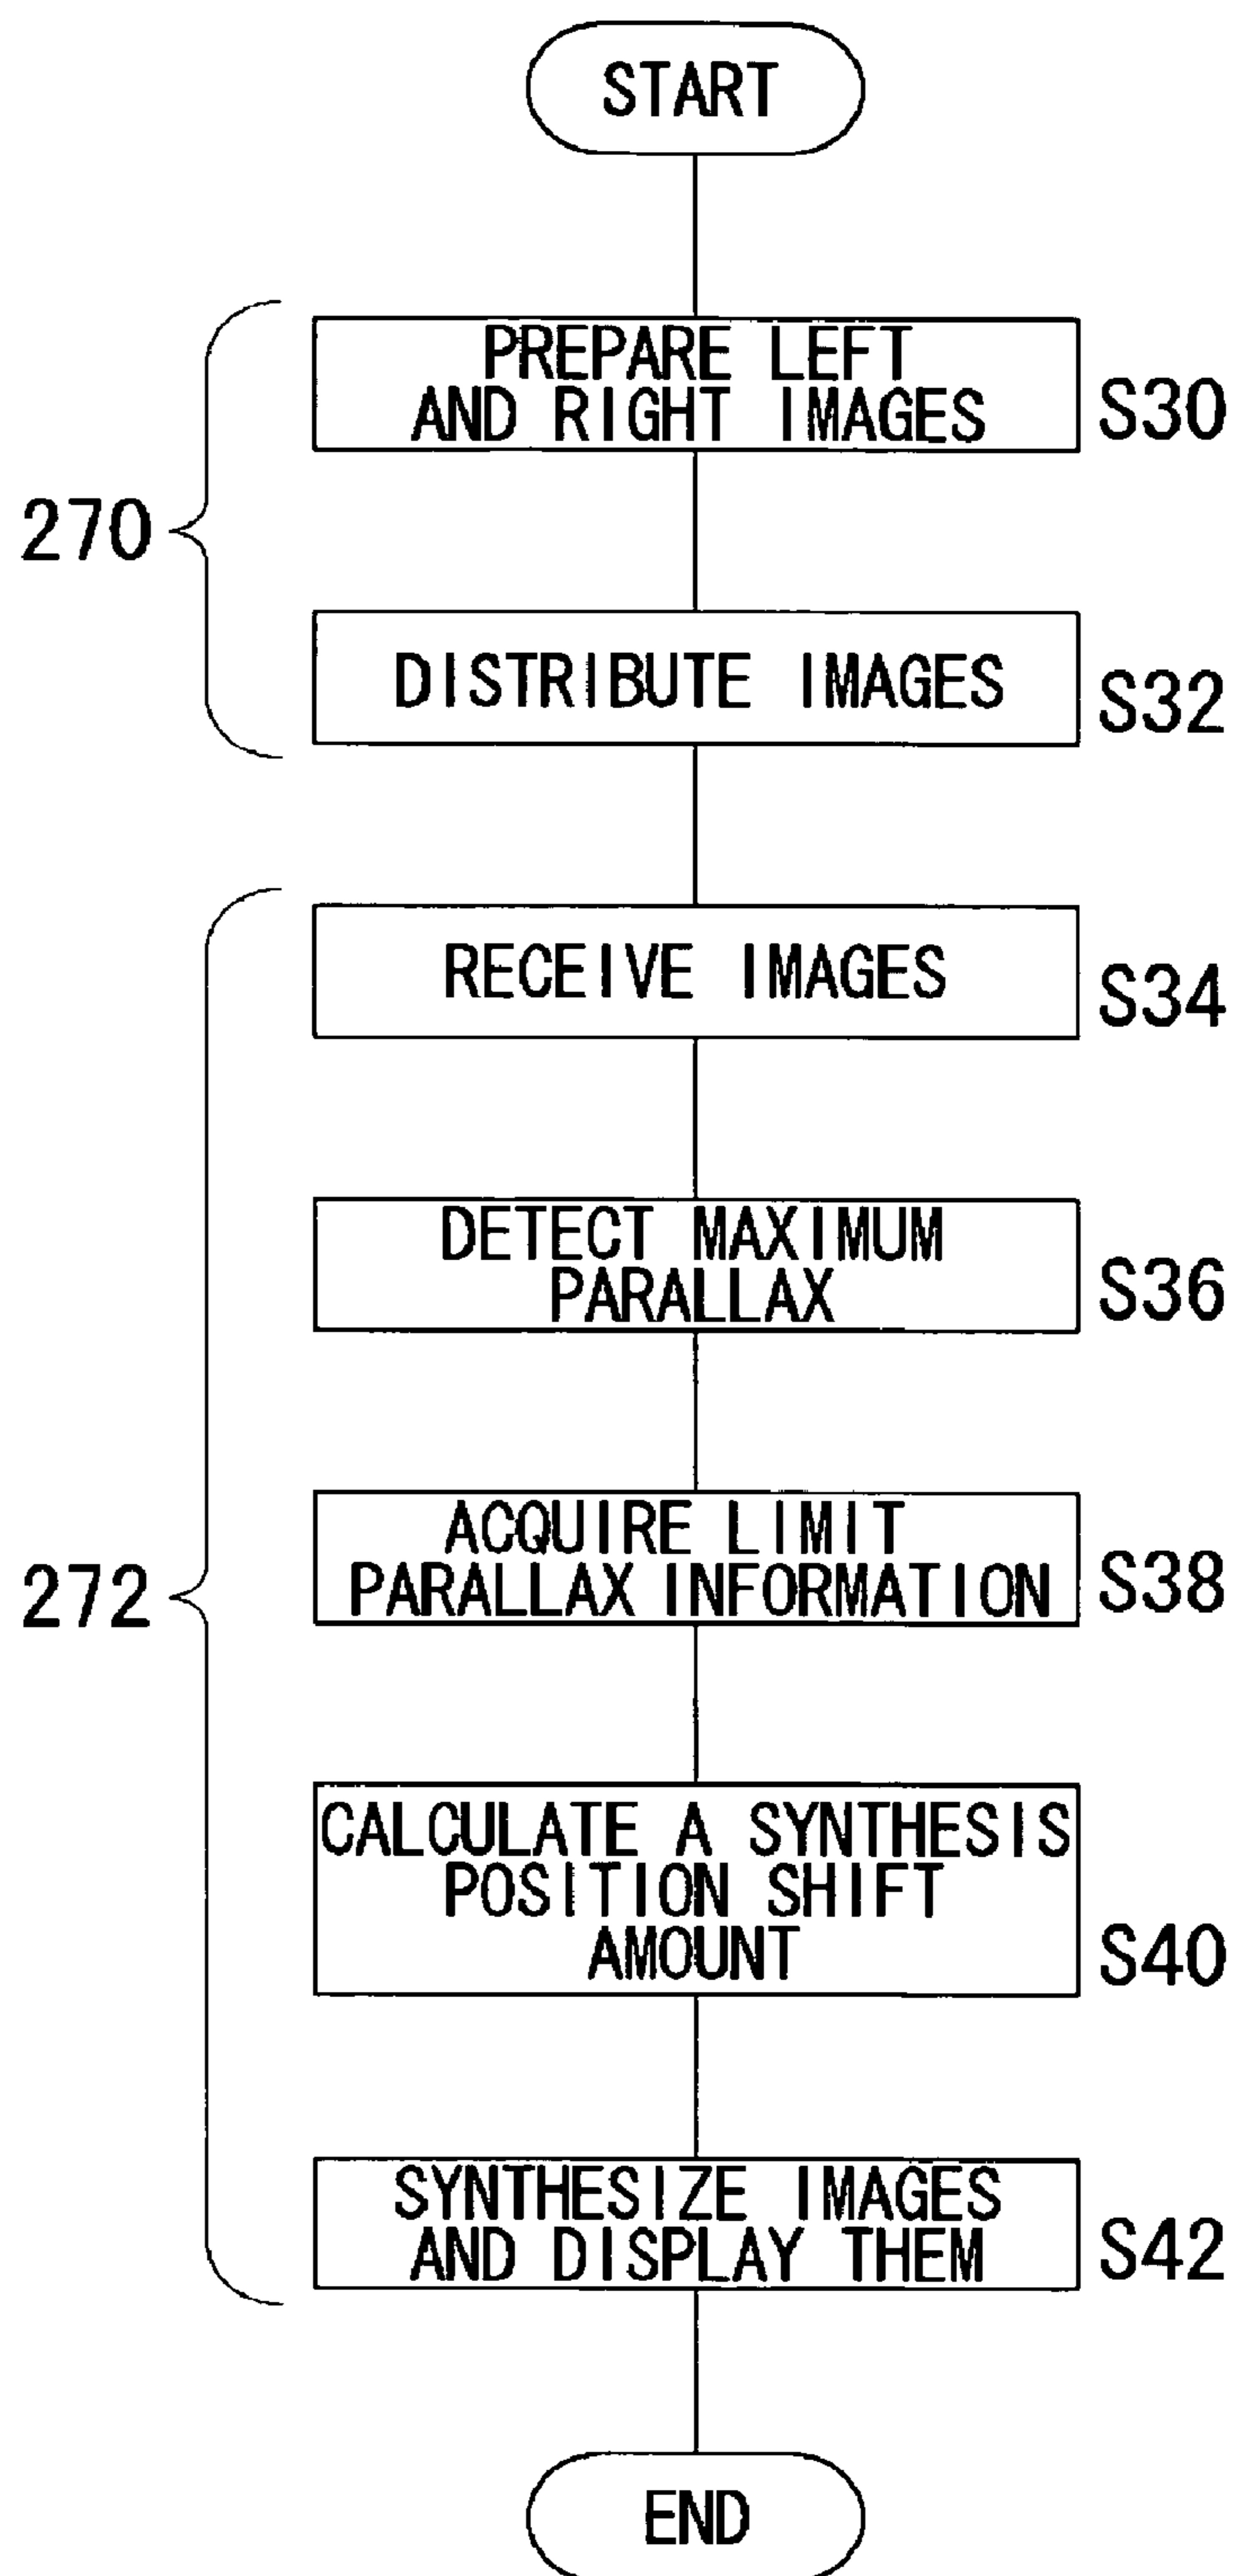 START
PREPARE LEFT
AND RIGHT IMAGES
S30
270
DISTRIBUTE IMAGES
S32
RECEIVE IMAGES
S34
DETECT MAXIMUM
PARALLAX
S36
ACQUIRE LIMIT
PARALLAX INFORMATION
S38
272
CALCULATE A SYNTHESIS
POSITION SHIFT
AMOUNT
S40
SYNTHESIZE IMAGES
AND DISPLAY THEM
S42
END